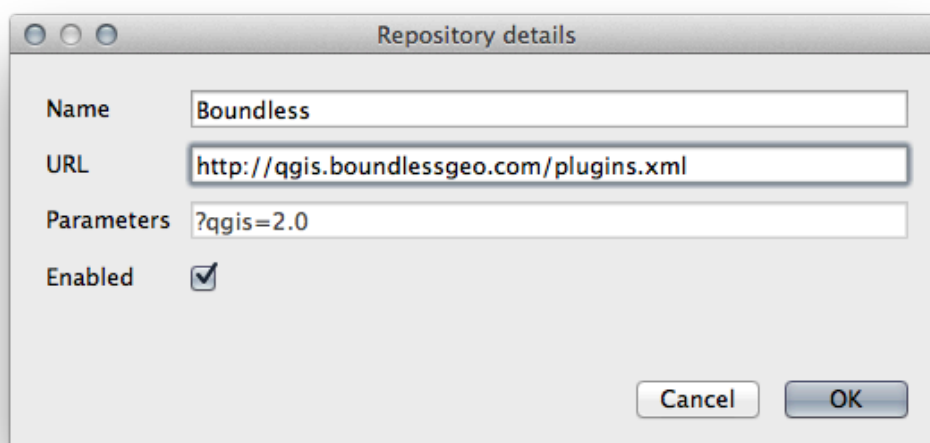 Repository details
Name Boundless
URL http://qgis.boundlessgeo.com/plugins.xml
Parameters ?qgis=2.0
Enabled
Cancel OK